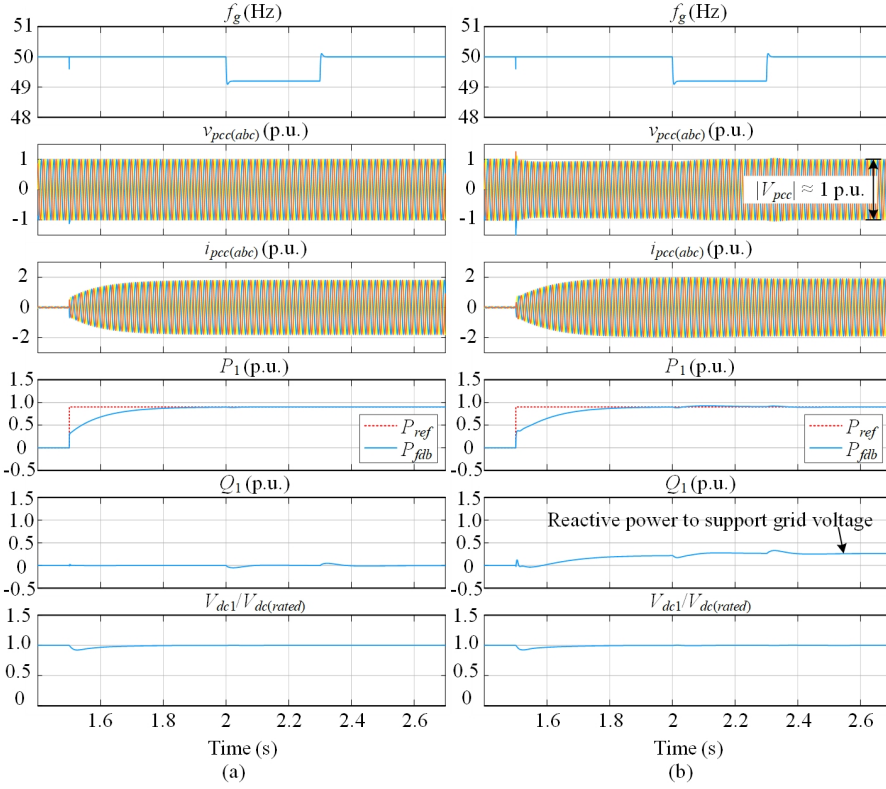 f_g (Hz)
51
50
49
48
v_pcc(abc) (p.u.)
1
0
-1
i_pcc(abc) (p.u.)
2
0
-2
P_1 (p.u.)
1.5
1.0
0.5
0
-0.5
P_ref
P_fdb
Q_1 (p.u.)
1.5
1.0
0.5
0
-0.5
V_dc1/V_dc(rated)
1.5
1.0
0.5
0
1.6 1.8 2 2.2 2.4 2.6
Time (s)
(a)
f_g (Hz)
51
50
49
48
v_pcc(abc) (p.u.)
1
0
-1
|V_pcc| ≈ 1 p.u.
i_pcc(abc) (p.u.)
2
0
-2
P_1 (p.u.)
1.5
1.0
0.5
0
-0.5
P_ref
P_fdb
Q_1 (p.u.)
1.5
1.0
0.5
0
-0.5
Reactive power to support grid voltage
V_dc1/V_dc(rated)
1.5
1.0
0.5
0
1.6 1.8 2 2.2 2.4 2.6
Time (s)
(b)